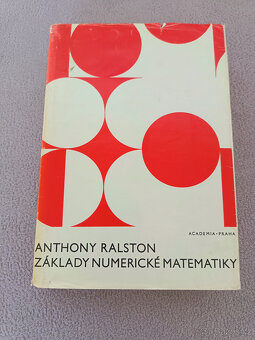 ACADEMIA • PRAHA
ANTHONY RALSTON
ZÁKLADY NUMERICKÉ MATEMATIKY